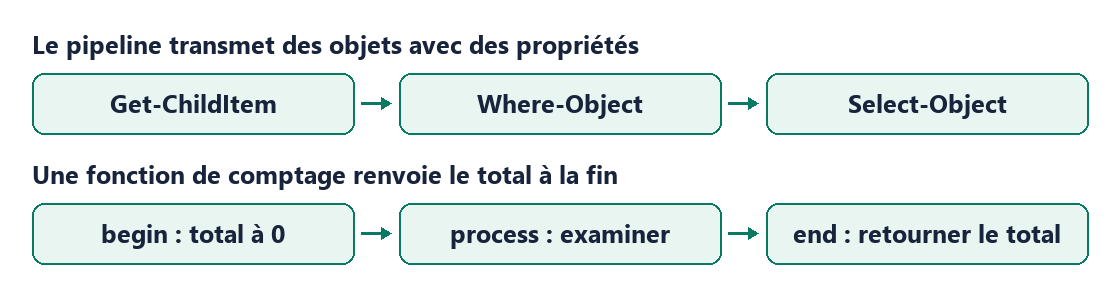 Le pipeline transmet des objets avec des propriétés
Get-ChildItem
Where-Object
Select-Object
Une fonction de comptage renvoie le total à la fin
begin : total à 0
process : examiner
end : retourner le total